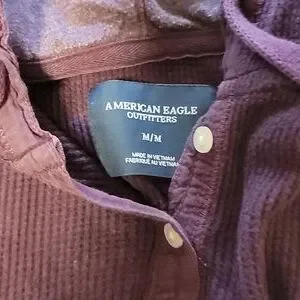 AMERICAN EAGLE
OUTFITTERS
M/M
MADE IN VIETNAM
FABRIQUÉ AU VIETNAM